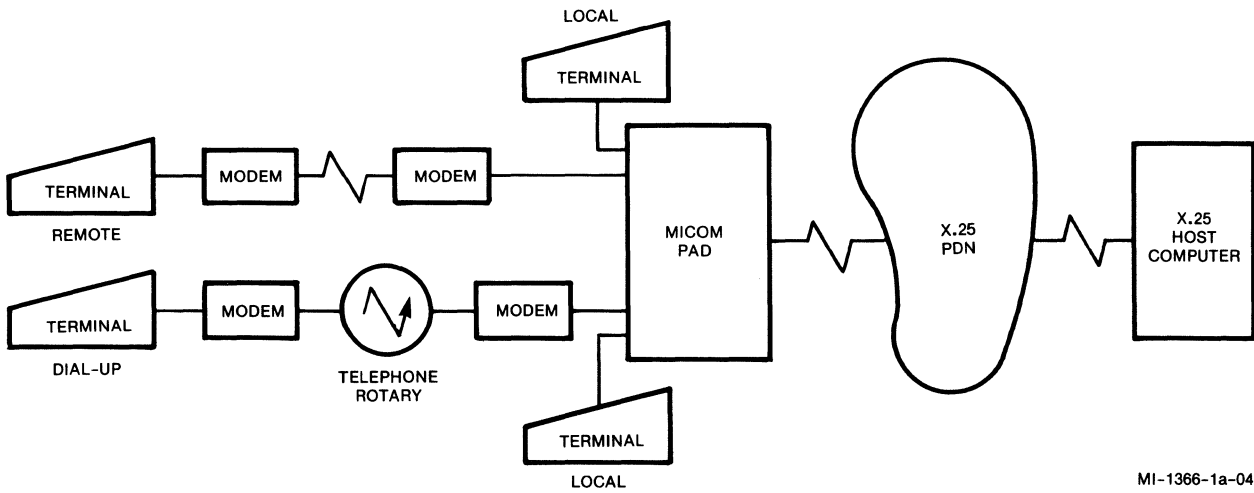 LOCAL
TERMINAL
TERMINAL
REMOTE
MODEM
MODEM
MICOM
PAD
X.25
PDN
X.25
HOST
COMPUTER
TERMINAL
DIAL-UP
MODEM
TELEPHONE
ROTARY
MODEM
TERMINAL
LOCAL
MI-1366-1a-04